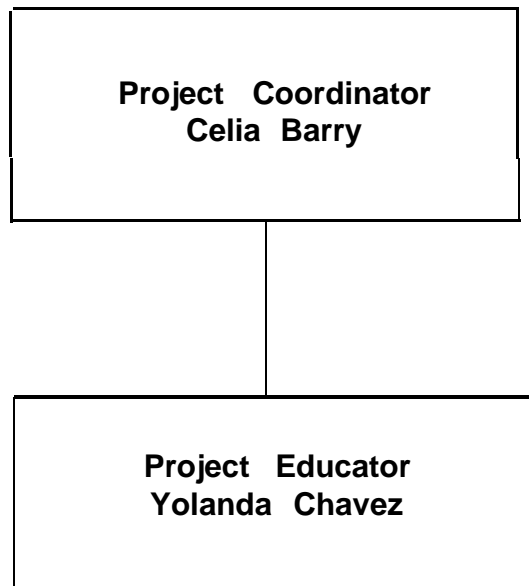 Project Coordinator
Celia Barry
Project Educator
Yolanda Chavez